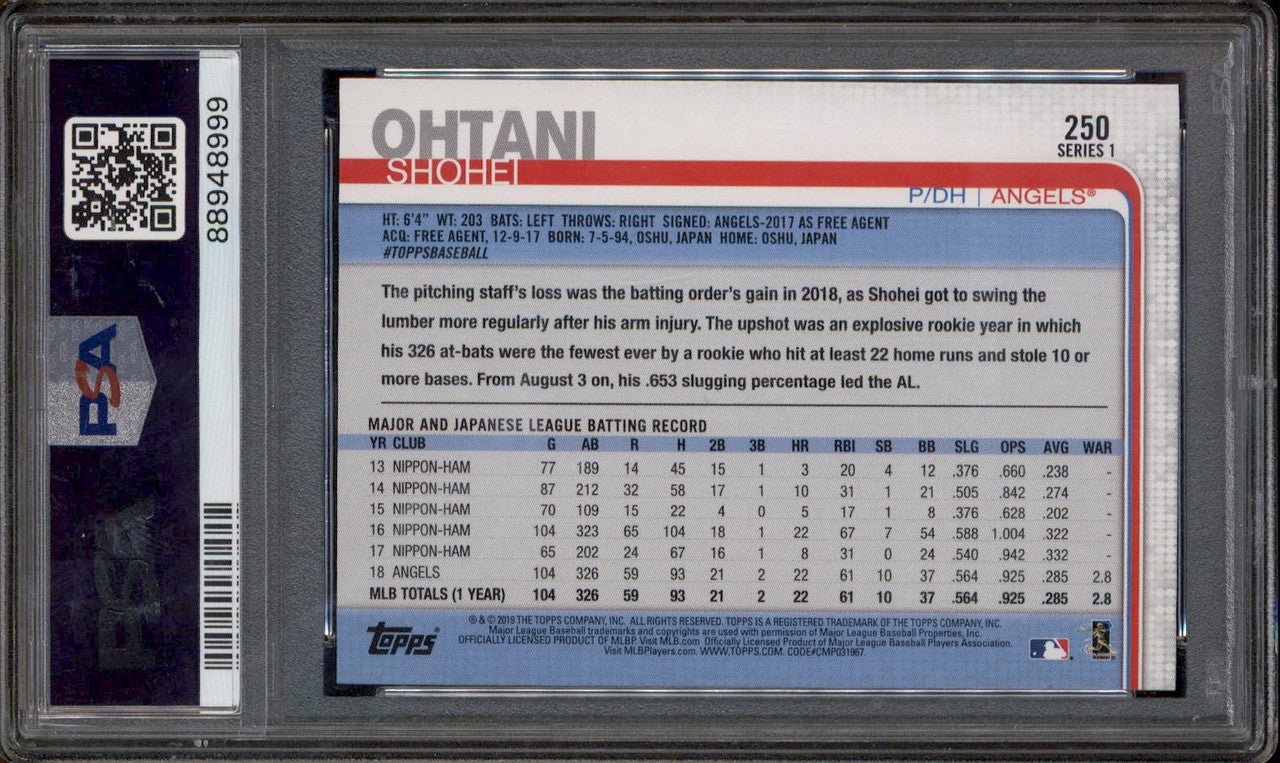 OHTANI
SHOHEI
250
SERIES 1
P/DH | ANGELS®
HT: 6'4" WT: 203 BATS: LEFT THROWS: RIGHT SIGNED: ANGELS-2017 AS FREE AGENT
ACQ: FREE AGENT, 12-9-17 BORN: 7-5-94, OSHU, JAPAN HOME: OSHU, JAPAN
#TOPPSBASEBALL
The pitching staff's loss was the batting order's gain in 2018, as Shohei got to swing the
lumber more regularly after his arm injury. The upshot was an explosive rookie year in which
his 326 at-bats were the fewest ever by a rookie who hit at least 22 home runs and stole 10 or
more bases. From August 3 on, his .653 slugging percentage led the AL.
MAJOR AND JAPANESE LEAGUE BATTING RECORD
YR CLUB G AB R H 2B 3B HR RBI SB BB SLG OPS AVG WAR
13 NIPPON-HAM 77 189 14 45 15 1 3 20 4 12 .376 .660 .238 -
14 NIPPON-HAM 87 212 32 58 17 1 10 31 1 21 .505 .842 .274 -
15 NIPPON-HAM 70 109 15 22 4 0 5 17 1 8 .376 .628 .202 -
16 NIPPON-HAM 104 323 65 104 18 1 22 67 7 54 .588 1.004 .322 -
17 NIPPON-HAM 65 202 24 67 16 1 8 31 0 24 .540 .942 .332 -
18 ANGELS 104 326 59 93 21 2 22 61 10 37 .564 .925 .285 2.8
MLB TOTALS (1 YEAR) 104 326 59 93 21 2 22 61 10 37 .564 .925 .285 2.8
Topps®
® & © 2019 THE TOPPS COMPANY, INC. ALL RIGHTS RESERVED. TOPPS IS A REGISTERED TRADEMARK OF THE TOPPS COMPANY, INC.
Major League Baseball trademarks and copyrights are used with permission of Major League Baseball Properties, Inc.
OFFICIALLY LICENSED PRODUCT OF MLBP. Visit MLB.com Officially Licensed Product of Major League Baseball Players Association.
Visit MLBPlayers.com. WWW.TOPPS.COM. CODE#CMP031967.
88948999
PSA